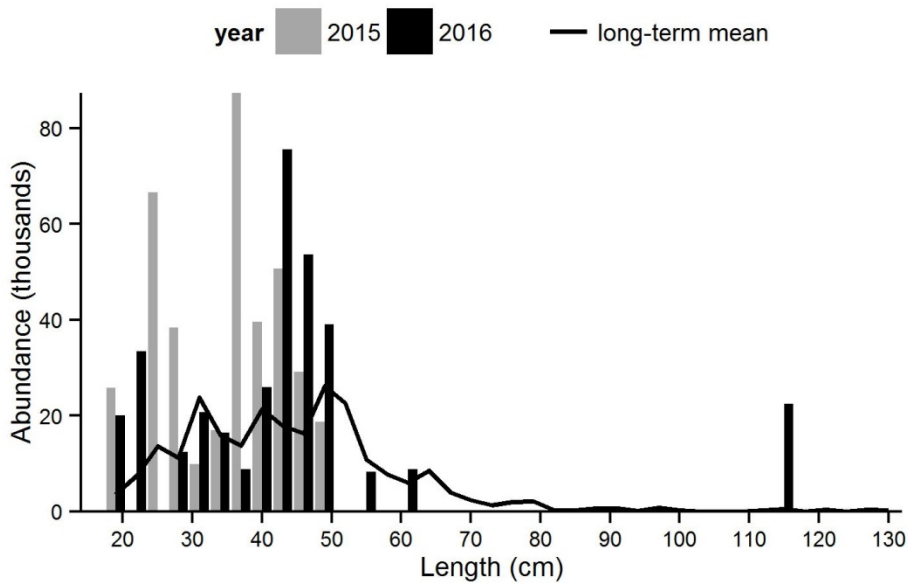 year 2015 2016 long-term mean
Abundance (thousands)
80
60
40
20
0
20 30 40 50 60 70 80 90 100 110 120 130
Length (cm)